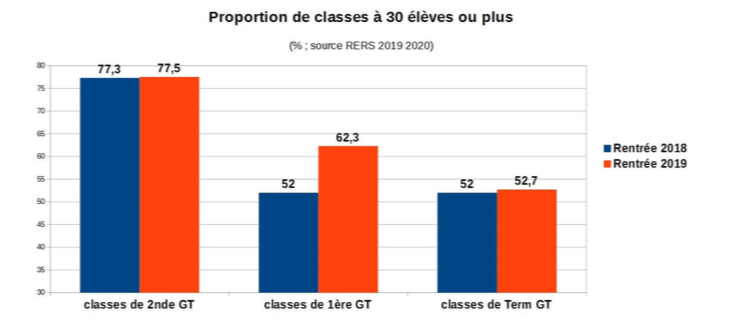 Proportion de classes à 30 élèves ou plus
(% ; source RERS 2019 2020)
80
75
70
65
60
55
50
45
40
35
30
77,3
77,5
52
62,3
52
52,7
classes de 2nde GT
classes de 1ère GT
classes de Term GT
Rentrée 2018
Rentrée 2019